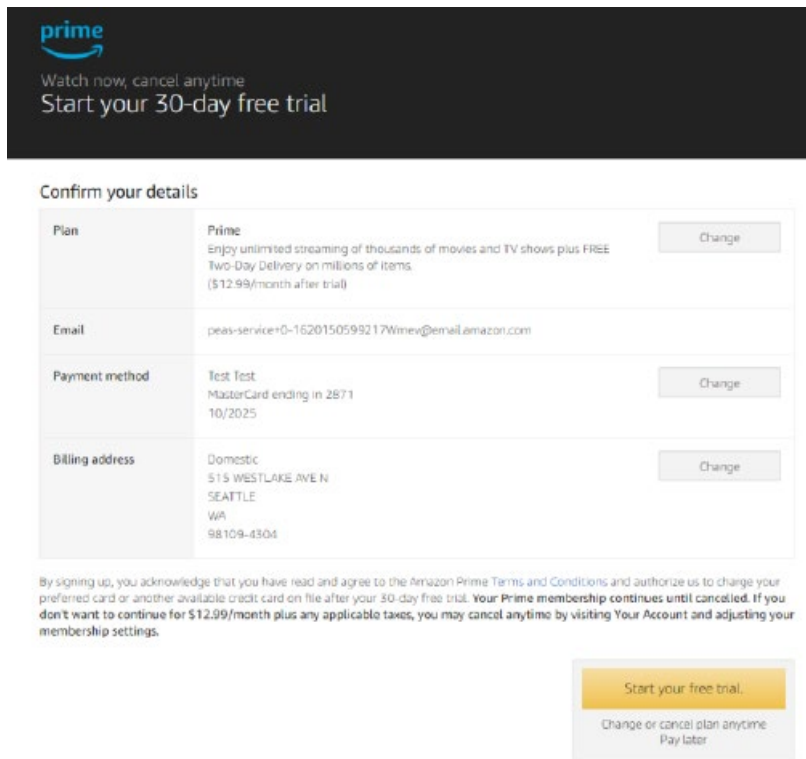 prime
Watch now, cancel anytime
Start your 30-day free trial
Confirm your details
Plan
Prime
Enjoy unlimited streaming of thousands of movies and TV shows plus FREE
Two-Day Delivery on millions of items.
($12.99/month after trial)
Change
Email
peas-service+0-1620150599217Wmev@email.amazon.com
Payment method
Test Test
MasterCard ending in 2871
10/2025
Change
Billing address
Domestic
515 WESTLAKE AVE N
SEATTLE
WA
98109-4304
Change
By signing up, you acknowledge that you have read and agree to the Amazon Prime Terms and Conditions and authorize us to charge your
preferred card or another available credit card on file after your 30-day free trial. Your Prime membership continues until cancelled. If you
don't want to continue for $12.99/month plus any applicable taxes, you may cancel anytime by visiting Your Account and adjusting your
membership settings.
Start your free trial.
Change or cancel plan anytime
Pay later